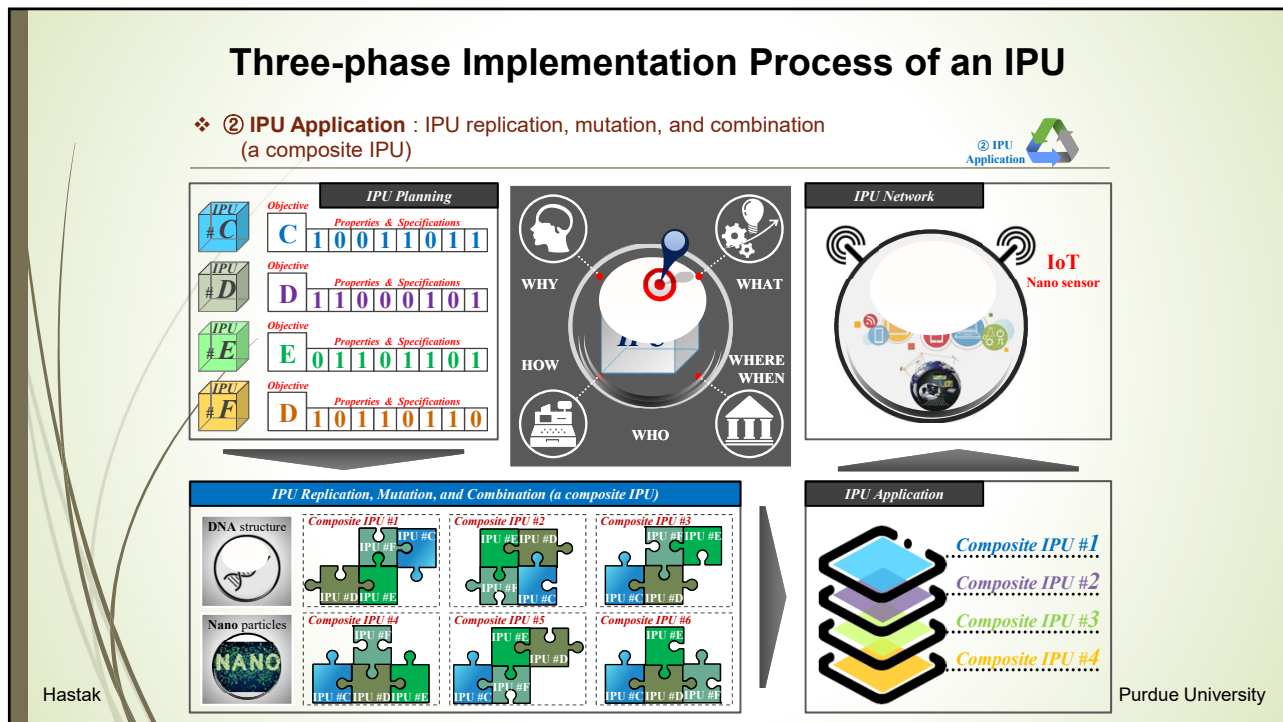 Three-phase Implementation Process of an IPU
❖ ② IPU Application : IPU replication, mutation, and combination
(a composite IPU)
② IPU
Application
IPU Planning
IPU
# C
Objective
C
Properties & Specifications
1 0 0 1 1 0 1 1
IPU
# D
Objective
D
Properties & Specifications
1 1 0 0 0 1 0 1
IPU
# E
Objective
E
Properties & Specifications
0 1 1 0 1 1 0 1
IPU
# F
Objective
D
Properties & Specifications
1 0 1 1 0 1 1 0
WHY
WHAT
HOW
WHERE
WHEN
WHO
IPU Network
IoT
Nano sensor
IPU Replication, Mutation, and Combination (a composite IPU)
DNA structure
Nano particles
NANO
Composite IPU #1
IPU #F
IPU #C
IPU #D
IPU #E
Composite IPU #2
IPU #E
IPU #D
IPU #F
IPU #C
Composite IPU #3
IPU #F
IPU #E
IPU #C
IPU #D
Composite IPU #4
IPU #F
IPU #C
IPU #D
IPU #E
Composite IPU #5
IPU #E
IPU #D
IPU #C
IPU #F
Composite IPU #6
IPU #E
IPU #C
IPU #D
IPU #F
IPU Application
Composite IPU #1
Composite IPU #2
Composite IPU #3
Composite IPU #4
Hastak
Purdue University